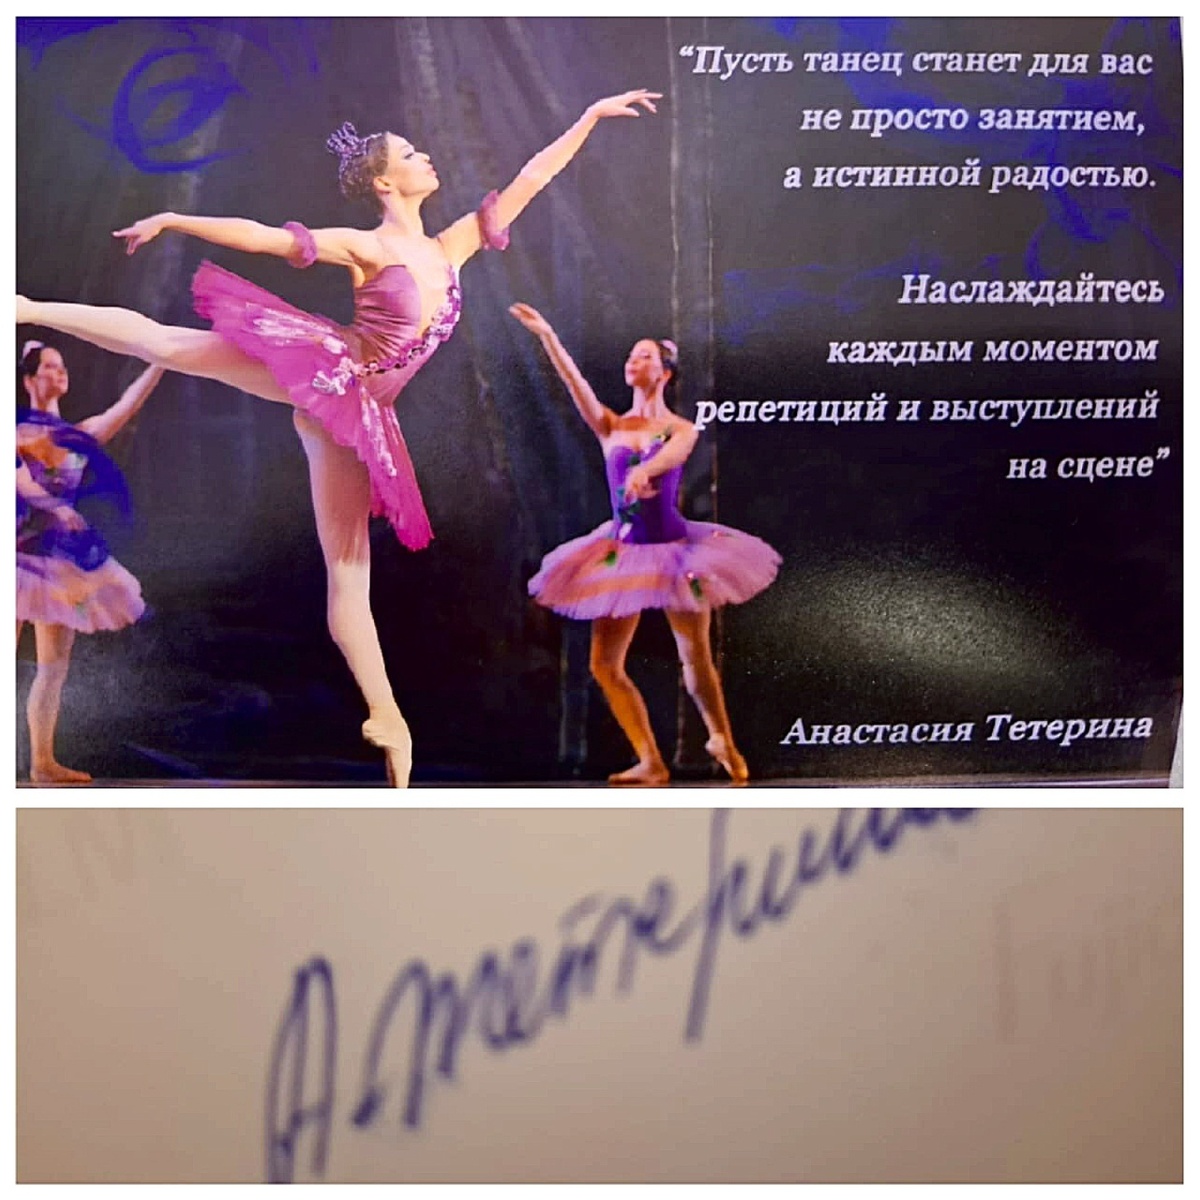 “Пусть танец станет для вас
не просто занятием,
а истинной радостью.
Наслаждайтесь
каждым моментом
репетиций и выступлений
на сцене”
Анастасия Тетерина
А. Тетерина